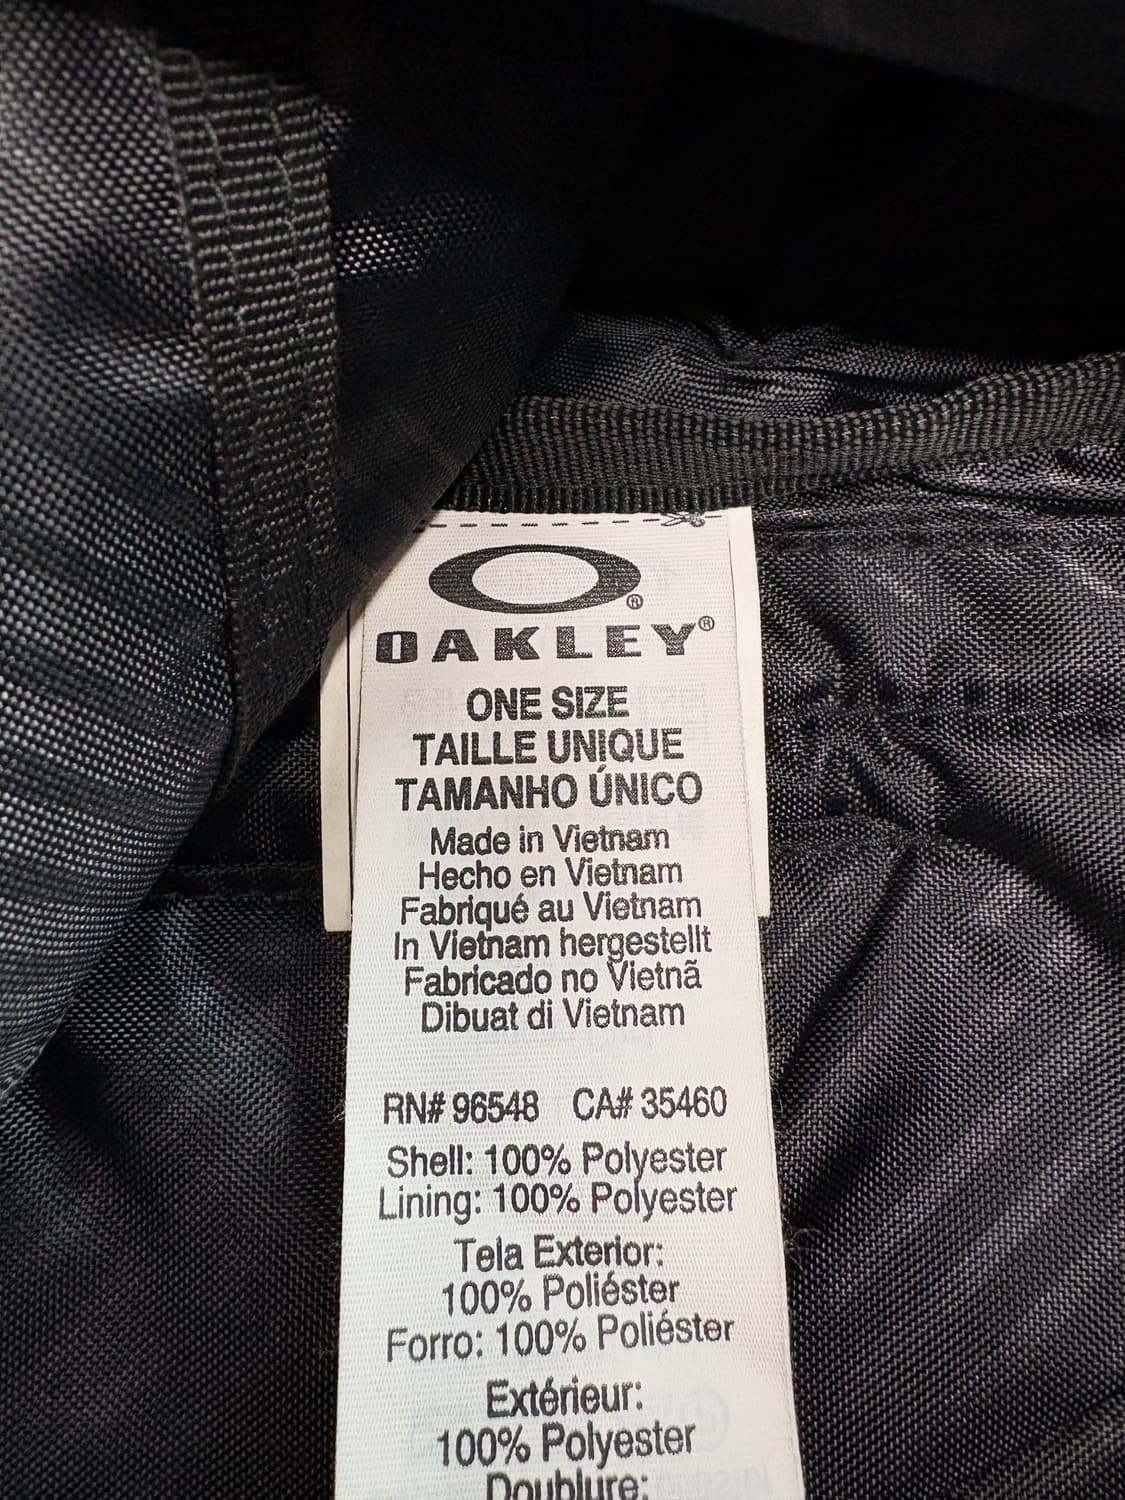 OAKLEY®
ONE SIZE
TAILLE UNIQUE
TAMANHO ÚNICO
Made in Vietnam
Hecho en Vietnam
Fabriqué au Vietnam
In Vietnam hergestellt
Fabricado no Vietnã
Dibuat di Vietnam
RN# 96548 CA# 35460
Shell: 100% Polyester
Lining: 100% Polyester
Tela Exterior:
100% Poliéster
Forro: 100% Poliéster
Extérieur:
100% Polyester
Doublure: